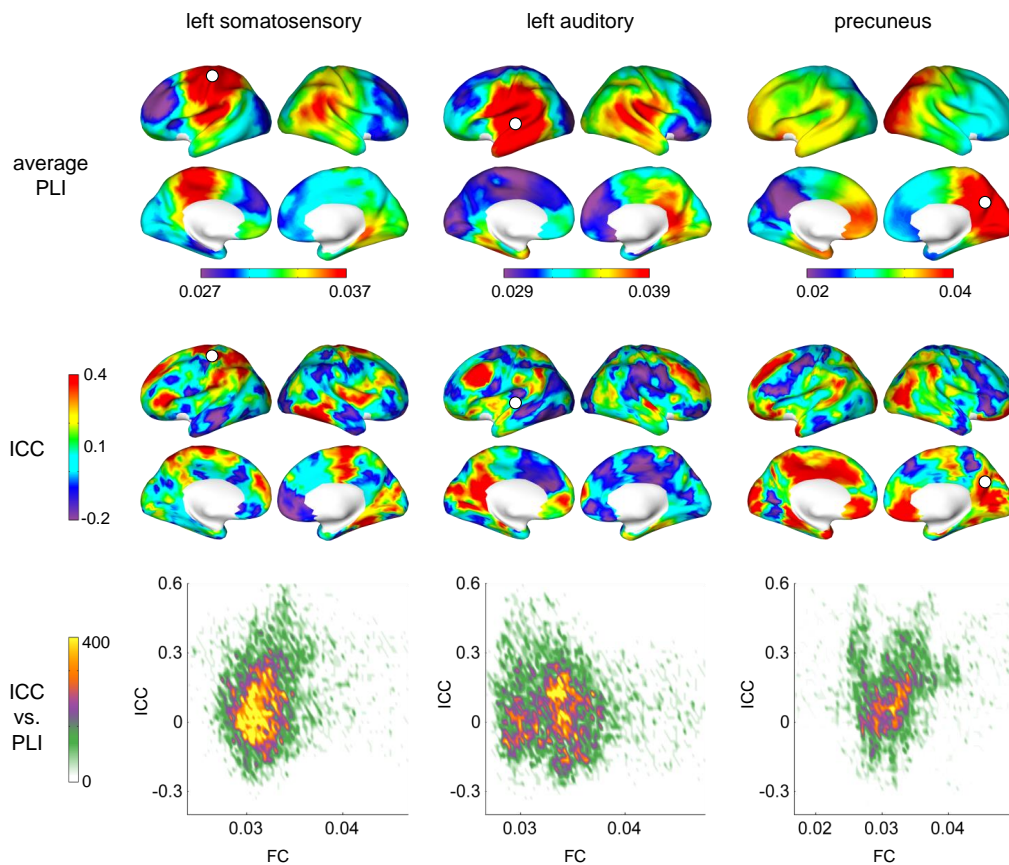 left somatosensory
left auditory
precuneus
average
PLI
0.027
0.037
0.029
0.039
0.02
0.04
ICC
0.4
0.1
-0.2
ICC
vs.
PLI
400
0
ICC
0.6
0.3
0
-0.3
0.03
0.04
FC
ICC
0.6
0.3
0
-0.3
0.03
0.04
FC
ICC
0.6
0.3
0
-0.3
0.02
0.03
0.04
FC